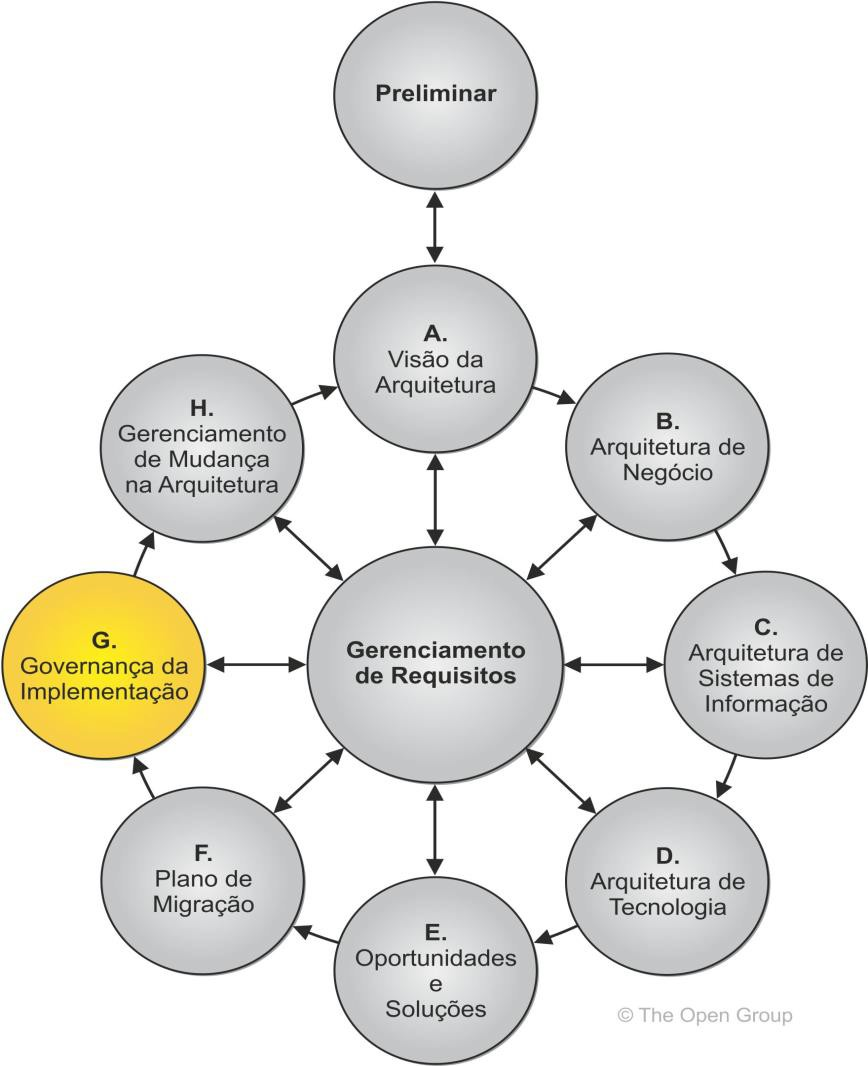 Preliminar
A.
Visão da
Arquitetura
B.
Arquitetura de
Negócio
C.
Arquitetura de
Sistemas de
Informação
D.
Arquitetura de
Tecnologia
E.
Oportunidades
e
Soluções
F.
Plano de
Migração
G.
Governança da
Implementação
H.
Gerenciamento
de Mudança
na Arquitetura
Gerenciamento
de Requisitos
© The Open Group